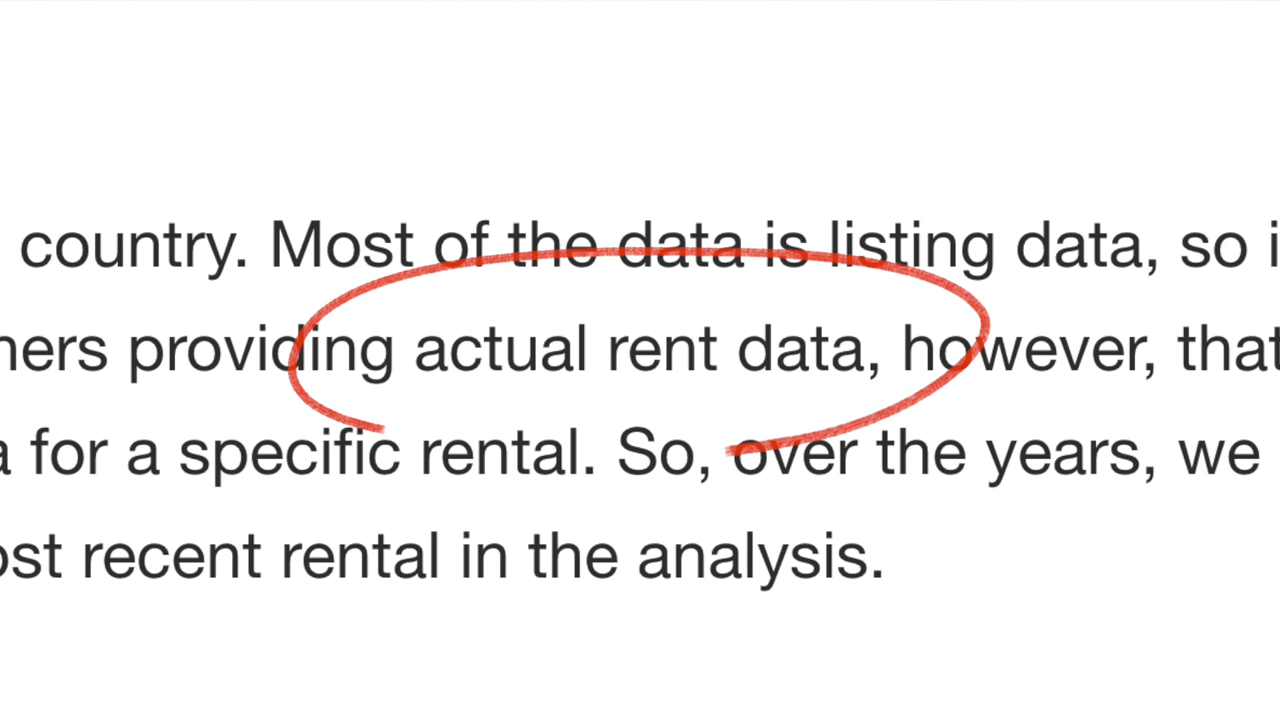 country. Most of the data is listing data, so i
ners providing actual rent data, however, that
a for a specific rental. So, over the years, we
ost recent rental in the analysis.